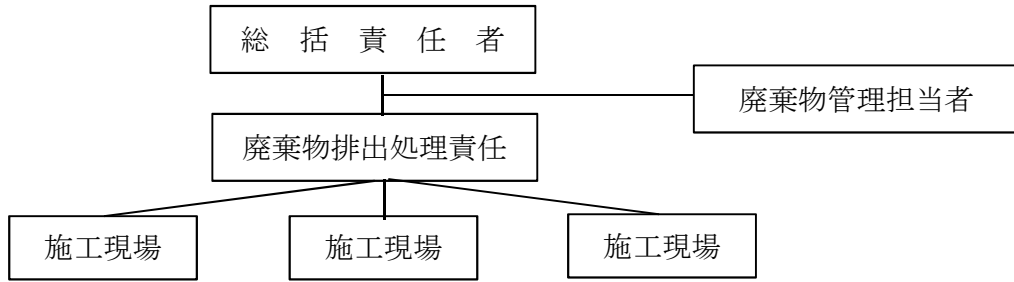 総 括 責 任 者
廃棄物管理担当者
廃棄物排出処理責任
施工現場
施工現場
施工現場